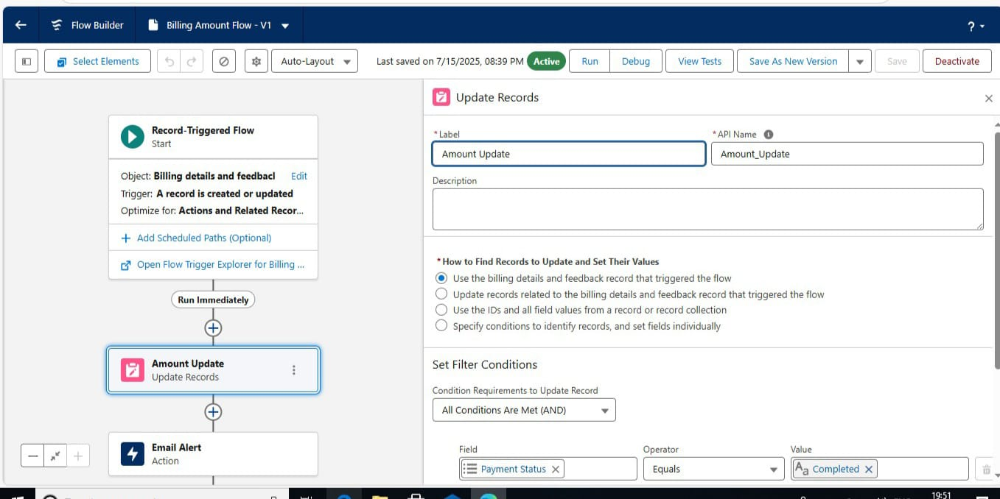 Flow Builder
Billing Amount Flow - V1
?
Select Elements
Auto-Layout
Last saved on 7/15/2025, 08:39 PM
Active
Run
Debug
View Tests
Save As New Version
Save
Deactivate
Record-Triggered Flow
Start
Object: Billing details and feedbacl
Edit
Trigger: A record is created or updated
Optimize for: Actions and Related Recor...
Add Scheduled Paths (Optional)
Open Flow Trigger Explorer for Billing ...
Run Immediately
Amount Update
Update Records
Email Alert
Action
Update Records
* Label
* API Name
Amount Update
Amount_Update
Description
* How to Find Records to Update and Set Their Values
Use the billing details and feedback record that triggered the flow
Update records related to the billing details and feedback record that triggered the flow
Use the IDs and all field values from a record or record collection
Specify conditions to identify records, and set fields individually
Set Filter Conditions
Condition Requirements to Update Record
All Conditions Are Met (AND)
Field
Operator
Value
Payment Status
Equals
Aa Completed
19:51